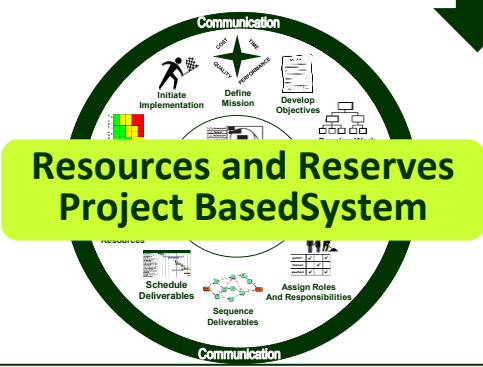 Communication
COST
TIME
QUALITY
PERFORMANCE
Define
Mission
Initiate
Implementation
Develop
Objectives
Resources and Reserves
Project BasedSystem
Resources
Schedule
Deliverables
Assign Roles
And Responsibilities
Sequence
Deliverables
Communication